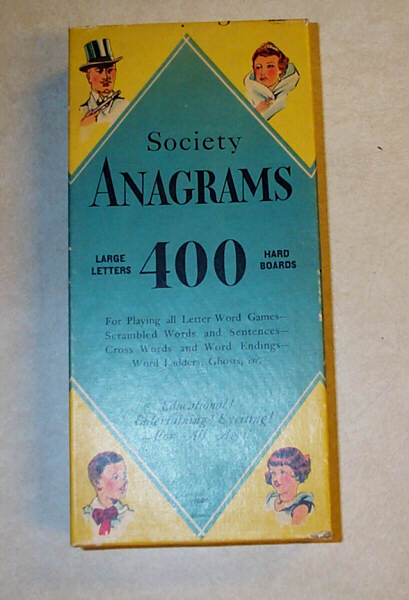 Society
ANAGRAMS
LARGE LETTERS 400 HARD BOARDS
For Playing all Letter-Word Games—
Scrambled Words and Sentences—
Cross Words and Word Endings—
Word Ladders, Ghosts, etc.
Educational!
Entertaining! Exciting!
For All Ages!